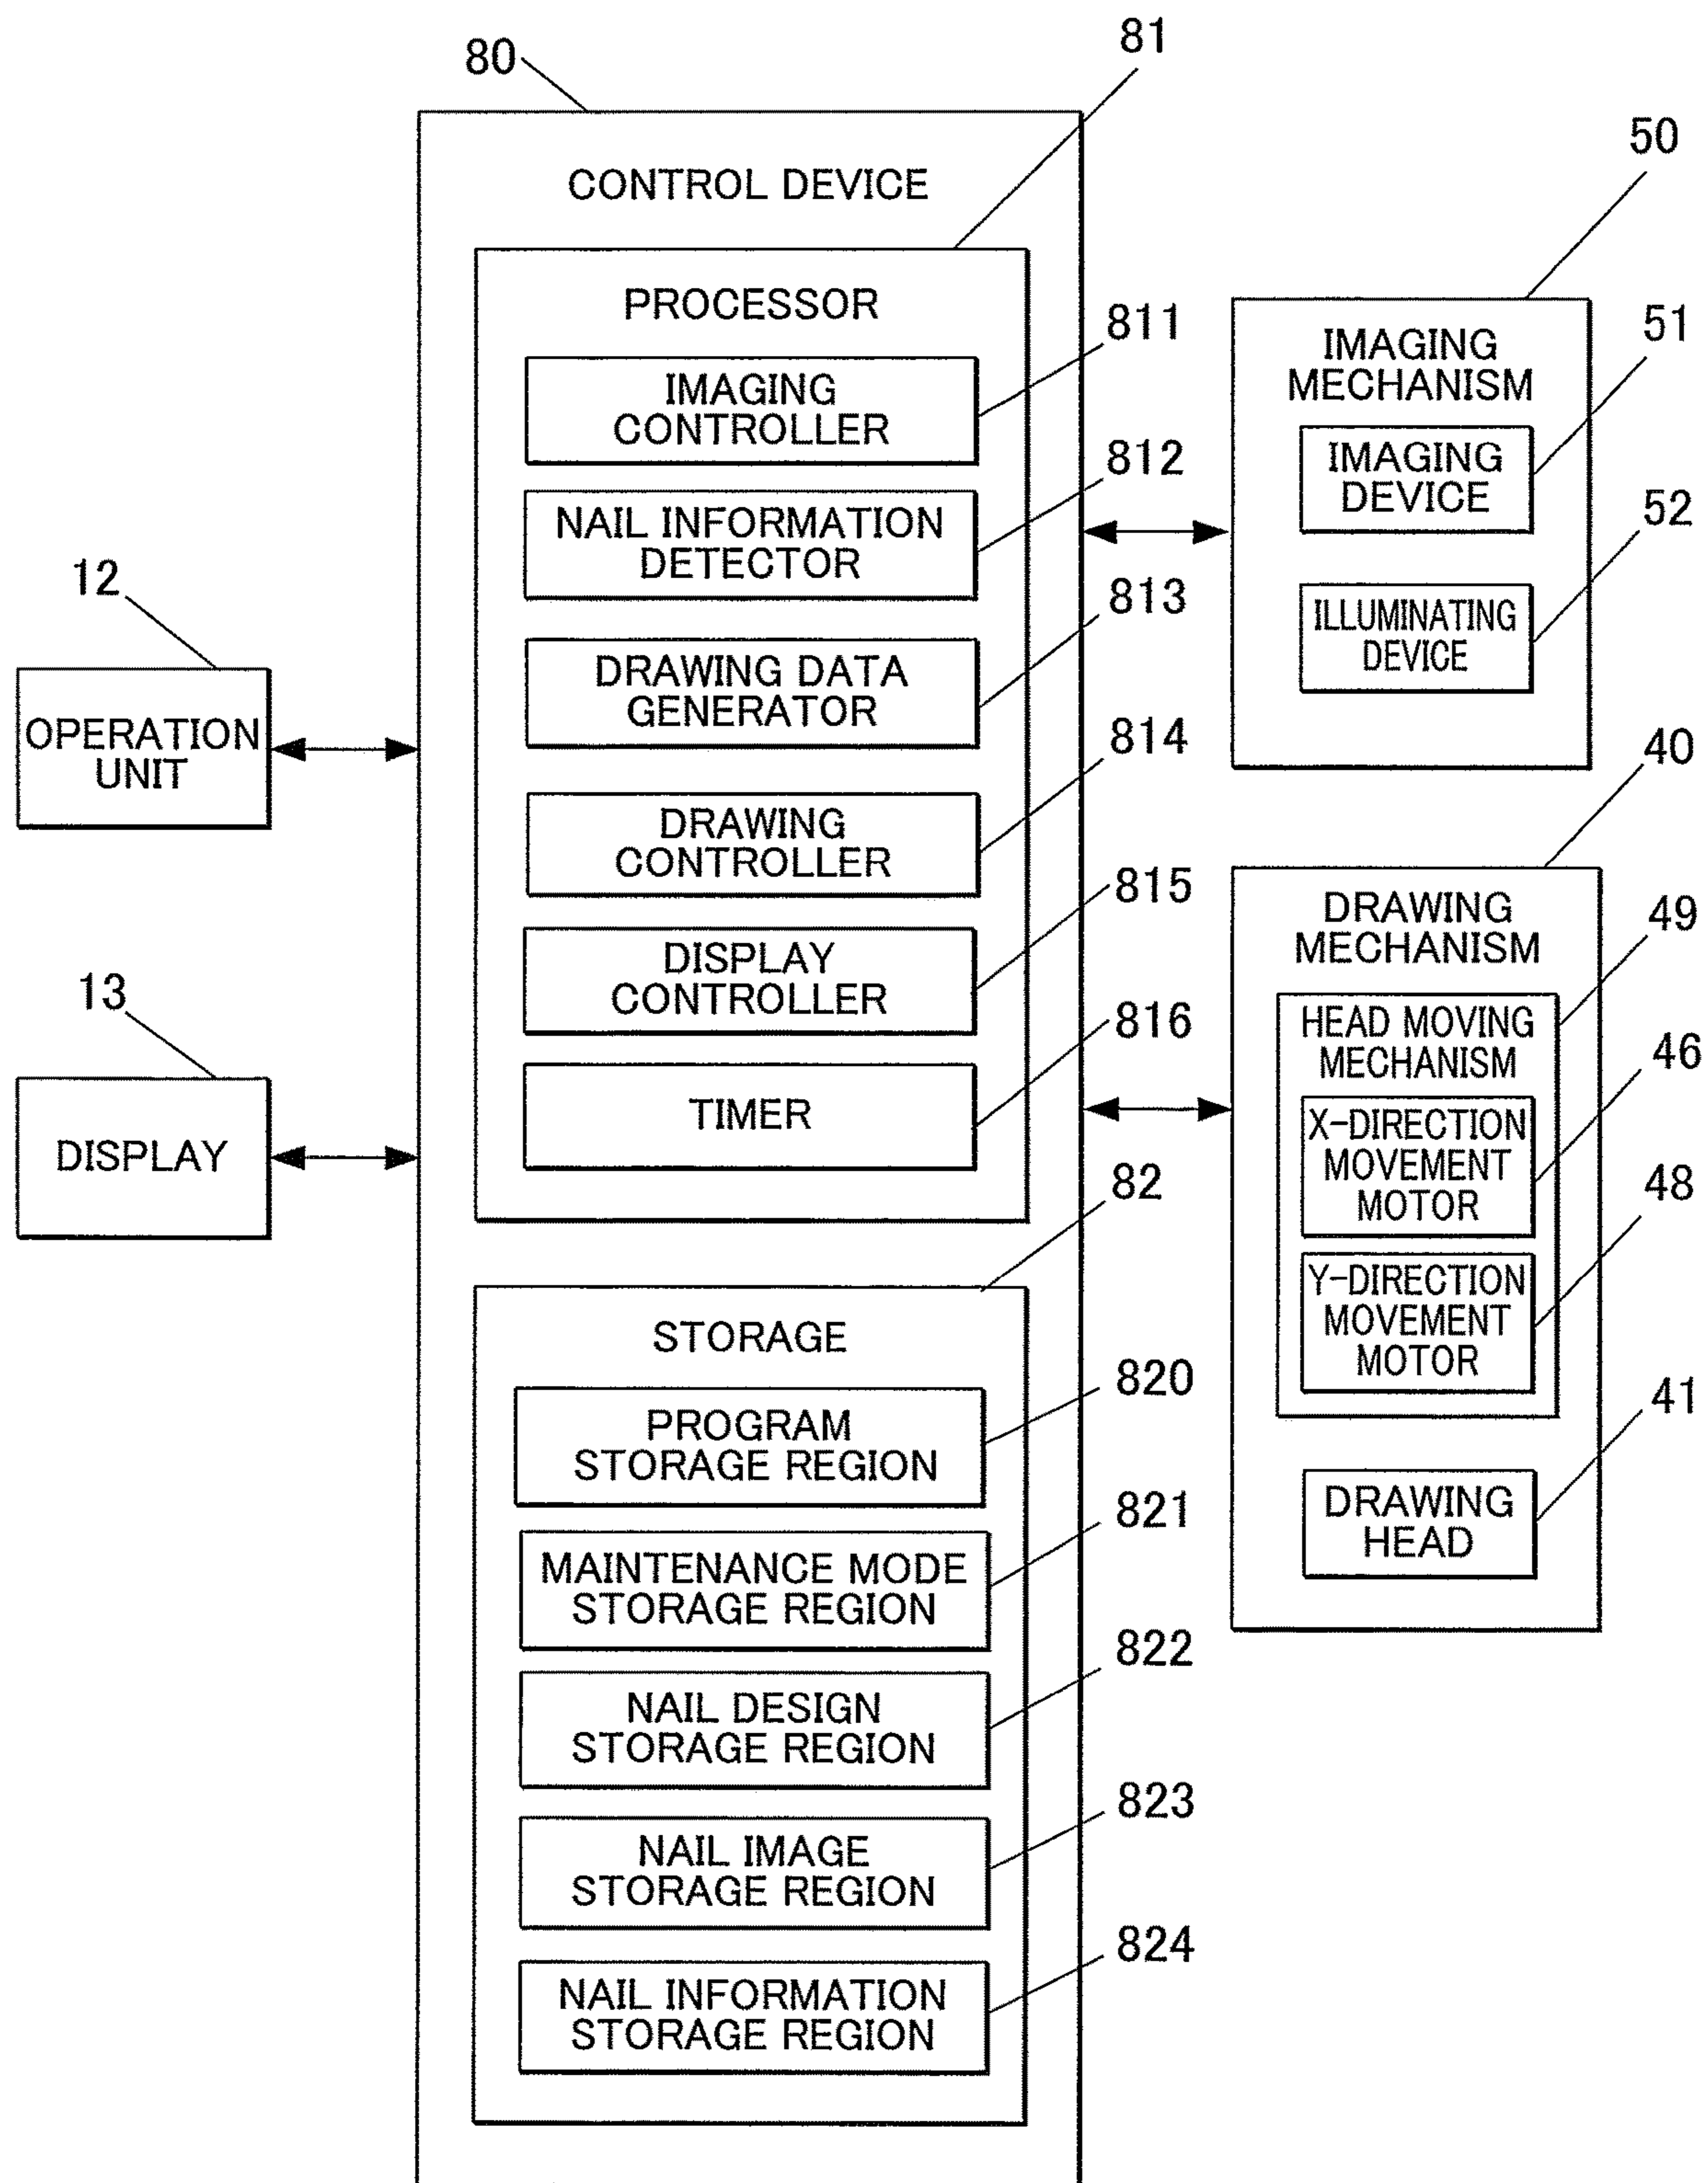 80
81
CONTROL DEVICE
PROCESSOR
IMAGING
CONTROLLER
811
NAIL INFORMATION
DETECTOR
812
DRAWING DATA
GENERATOR
813
DRAWING
CONTROLLER
814
DISPLAY
CONTROLLER
815
TIMER
816
82
STORAGE
PROGRAM
STORAGE REGION
820
MAINTENANCE MODE
STORAGE REGION
821
NAIL DESIGN
STORAGE REGION
822
NAIL IMAGE
STORAGE REGION
823
NAIL INFORMATION
STORAGE REGION
824
12
OPERATION
UNIT
13
DISPLAY
50
IMAGING
MECHANISM
51
IMAGING
DEVICE
52
ILLUMINATING
DEVICE
40
DRAWING
MECHANISM
49
HEAD MOVING
MECHANISM
46
X-DIRECTION
MOVEMENT
MOTOR
48
Y-DIRECTION
MOVEMENT
MOTOR
41
DRAWING
HEAD